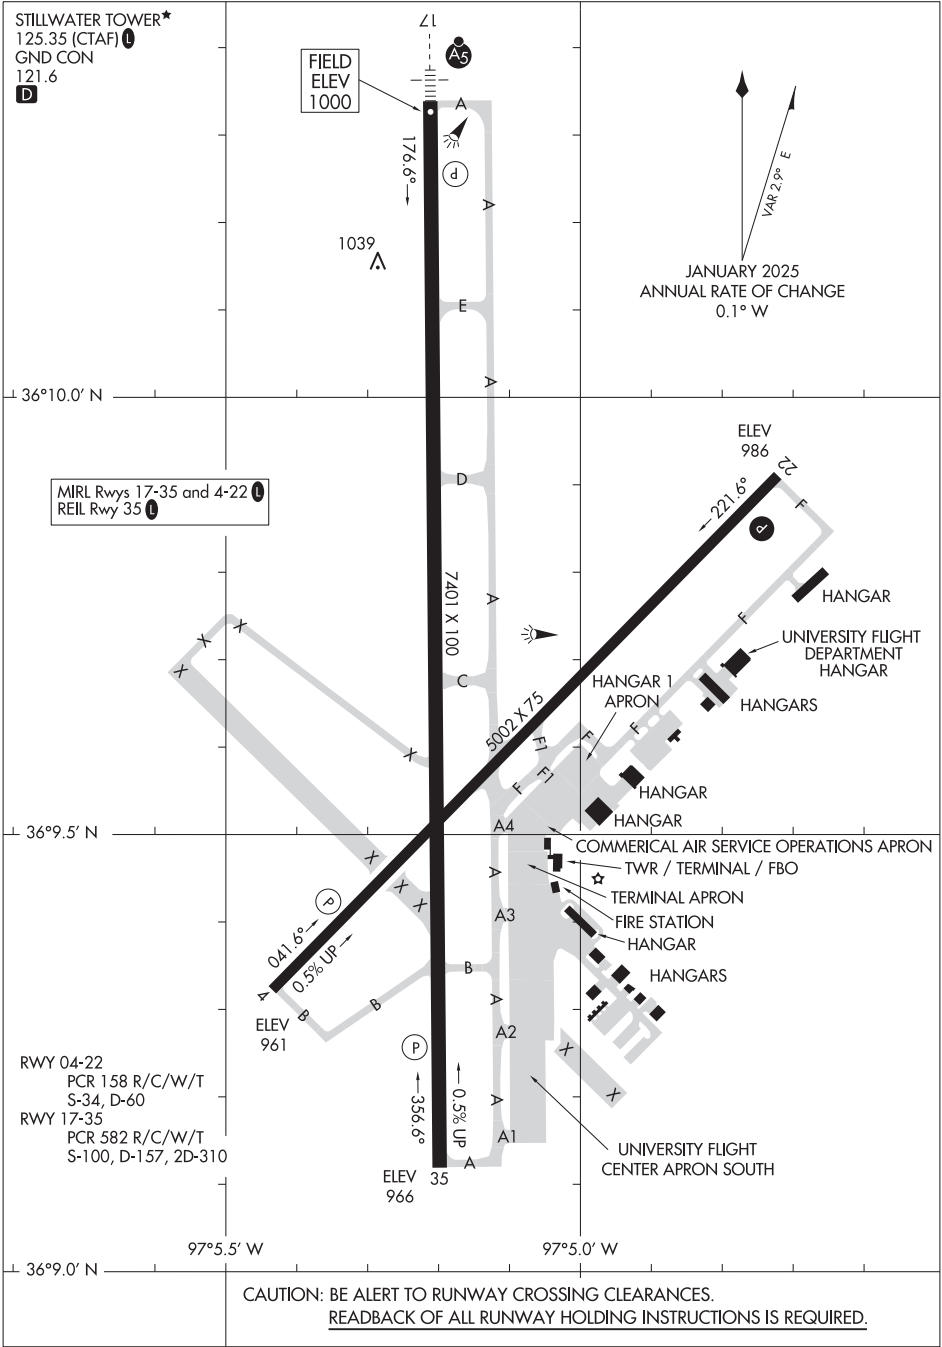 STILLWATER TOWER★
125.35 (CTAF) L
GND CON
121.6
D
17
A5
FIELD
ELEV
1000
A
176.6°
P
A
VAR 2.9° E
1039
JANUARY 2025
ANNUAL RATE OF CHANGE
0.1° W
E
A
36°10.0' N
D
ELEV
986
22
221.6°
MIRL Rwys 17-35 and 4-22 L
REIL Rwy 35 L
F
P
7401 X 100
A
HANGAR
F
X
X
X
UNIVERSITY FLIGHT
DEPARTMENT
HANGAR
C
HANGAR 1
APRON
HANGARS
5002 X 75
F
F
F1
X
F1
F
HANGAR
HANGAR
A4
36°9.5' N
COMMERICAL AIR SERVICE OPERATIONS APRON
X
TWR / TERMINAL / FBO
A
X
TERMINAL APRON
X
P
A3
FIRE STATION
041.6°
HANGAR
0.5% UP
B
HANGARS
4
B
B
A
ELEV
961
A2
P
X
RWY 04-22
PCR 158 R/C/W/T
S-34, D-60
RWY 17-35
PCR 582 R/C/W/T
S-100, D-157, 2D-310
356.6°
0.5% UP
A
X
A1
UNIVERSITY FLIGHT
CENTER APRON SOUTH
A
ELEV
966
35
97°5.5' W
97°5.0' W
36°9.0' N
CAUTION: BE ALERT TO RUNWAY CROSSING CLEARANCES.
READBACK OF ALL RUNWAY HOLDING INSTRUCTIONS IS REQUIRED.